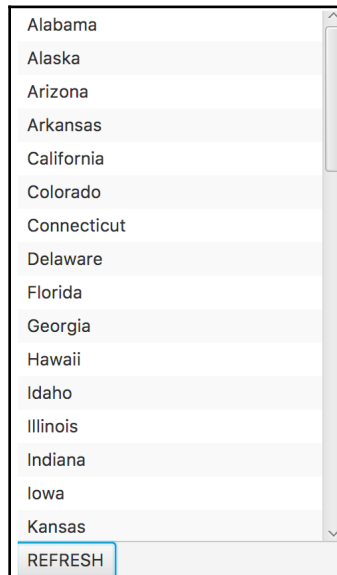 Alabama
Alaska
Arizona
Arkansas
California
Colorado
Connecticut
Delaware
Florida
Georgia
Hawaii
Idaho
Illinois
Indiana
Iowa
Kansas
REFRESH